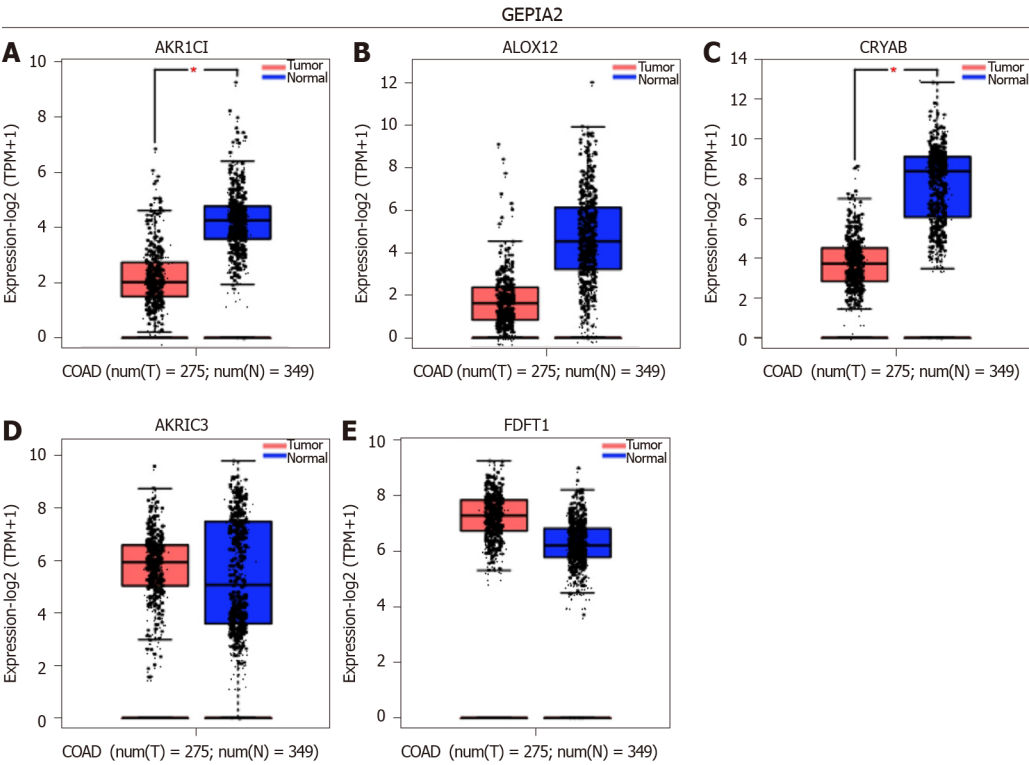 GEPIA2
A
AKR1CI
Expression-log2 (TPM+1)
10
8
6
4
2
0
*
Tumor
Normal
COAD (num(T) = 275; num(N) = 349)
B
ALOX12
Expression-log2 (TPM+1)
12
10
8
6
4
2
0
Tumor
Normal
COAD (num(T) = 275; num(N) = 349)
C
CRYAB
Expression-log2 (TPM+1)
14
12
10
8
6
4
2
0
*
Tumor
Normal
COAD (num(T) = 275; num(N) = 349)
D
AKRIC3
Expression-log2 (TPM+1)
10
8
6
4
2
0
Tumor
Normal
COAD (num(T) = 275; num(N) = 349)
E
FDFT1
Expression-log2 (TPM+1)
10
8
6
4
2
0
Tumor
Normal
COAD (num(T) = 275; num(N) = 349)